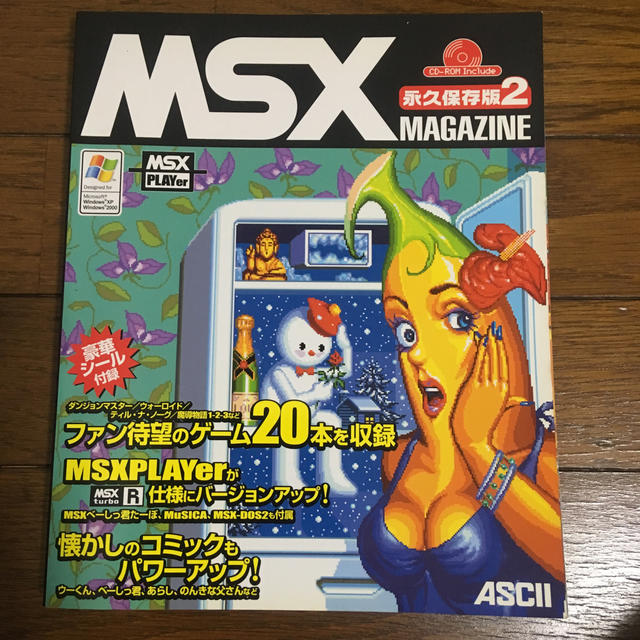 MSX
CD-ROM Include
永久保存版2
MAGAZINE
Designed for
Microsoft®
Windows®XP
Windows®2000
MSX
PLAYer
豪華
シール
付録
ダンジョンマスター/ウォーロイド/
ティル・ナ・ノーグ/魔導物語1-2-3など
ファン待望のゲーム20本を収録
MSXPLAYerが
MSX turbo R 仕様にバージョンアップ!
MSXべーしっ君たーぼ、MuSICA、MSX-DOS2も付属
懐かしのコミックも
パワーアップ!
ウーくん、べーしっ君、あらし、のんきな父さんなど
ASCII